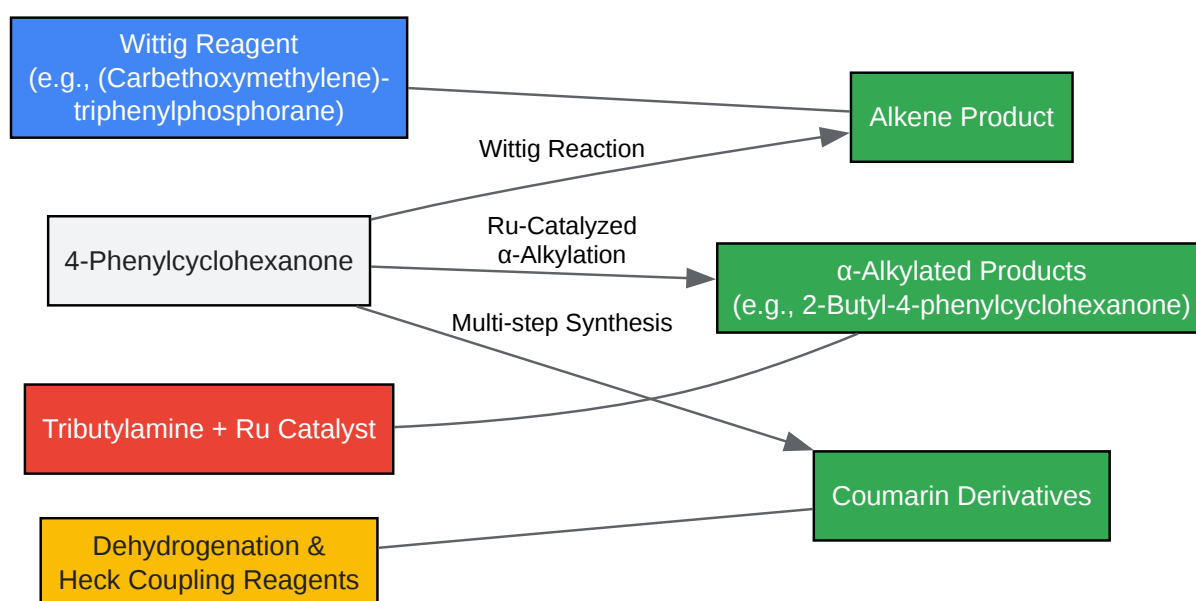 Wittig Reagent
(e.g., (Carbethoxymethylene)-
triphenylphosphorane)
Alkene Product
Wittig Reaction
4-Phenylcyclohexanone
Ru-Catalyzed
α-Alkylation
α-Alkylated Products
(e.g., 2-Butyl-4-phenylcyclohexanone)
Multi-step Synthesis
Tributylamine + Ru Catalyst
Coumarin Derivatives
Dehydrogenation &
Heck Coupling Reagents